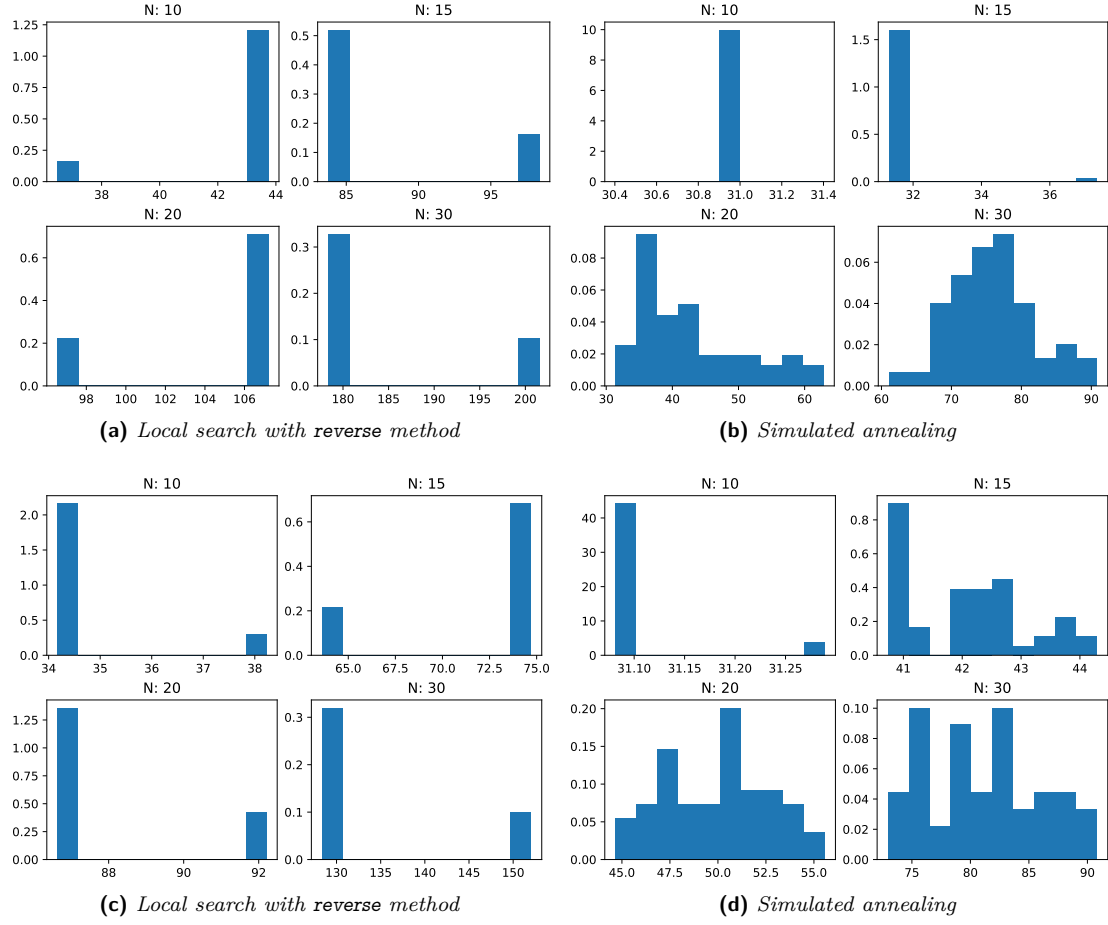 N: 10
1.25
1.00
0.75
0.50
0.25
0.00
38 40 42 44
N: 15
0.5
0.4
0.3
0.2
0.1
0.0
85 90 95
N: 20
0.6
0.4
0.2
0.0
98 100 102 104 106
N: 30
0.3
0.2
0.1
0.0
180 185 190 195 200
(a) Local search with reverse method
N: 10
10
8
6
4
2
0
30.4 30.6 30.8 31.0 31.2 31.4
N: 15
1.5
1.0
0.5
0.0
32 34 36
N: 20
0.08
0.06
0.04
0.02
0.00
30 40 50 60
N: 30
0.06
0.04
0.02
0.00
60 70 80 90
(b) Simulated annealing
N: 10
2.0
1.5
1.0
0.5
0.0
34 35 36 37 38
N: 15
0.6
0.4
0.2
0.0
65.0 67.5 70.0 72.5 75.0
N: 20
1.25
1.00
0.75
0.50
0.25
0.00
88 90 92
N: 30
0.3
0.2
0.1
0.0
130 135 140 145 150
(c) Local search with reverse method
N: 10
40
30
20
10
0
31.10 31.15 31.20 31.25
N: 15
0.8
0.6
0.4
0.2
0.0
41 42 43 44
N: 20
0.20
0.15
0.10
0.05
0.00
45.0 47.5 50.0 52.5 55.0
N: 30
0.10
0.08
0.06
0.04
0.02
0.00
75 80 85 90
(d) Simulated annealing